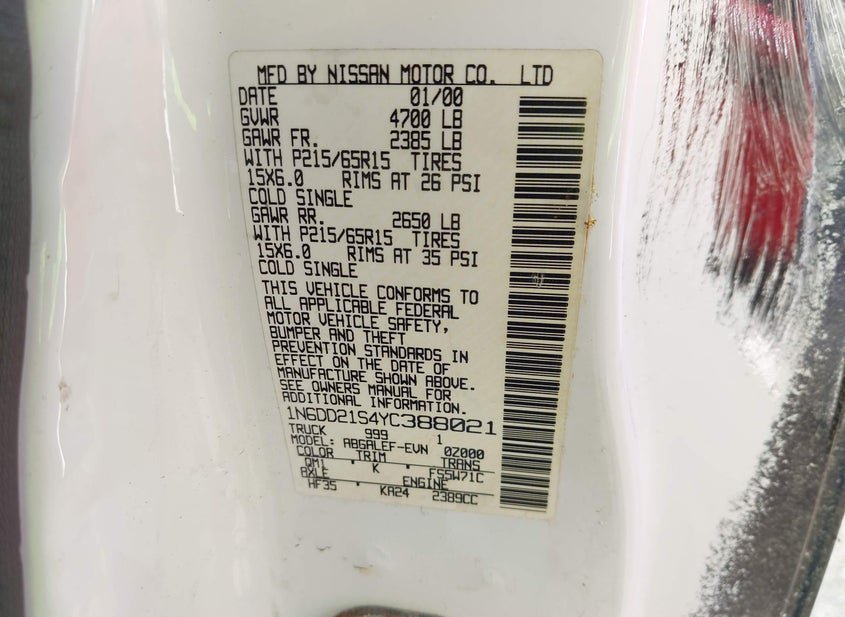 MFD BY NISSAN MOTOR CO. LTD
DATE 01/00
GVWR 4700 LB
GAWR FR. 2385 LB
WITH P215/65R15 TIRES
15X6.0 RIMS AT 26 PSI
COLD SINGLE
GAWR RR. 2650 LB
WITH P215/65R15 TIRES
15X6.0 RIMS AT 35 PSI
COLD SINGLE
THIS VEHICLE CONFORMS TO
ALL APPLICABLE FEDERAL
MOTOR VEHICLE SAFETY,
BUMPER AND THEFT
PREVENTION STANDARDS IN
EFFECT ON THE DATE OF
MANUFACTURE SHOWN ABOVE.
SEE OWNERS MANUAL FOR
ADDITIONAL INFORMATION.
1N6DD21S4YC388021
TRUCK 999 1
MODEL: ABGALEF-EVN 0Z000
COLOR TRIM TRANS
QM1 K FS5W71C
AXLE ENGINE
HF35 KA24 2389CC